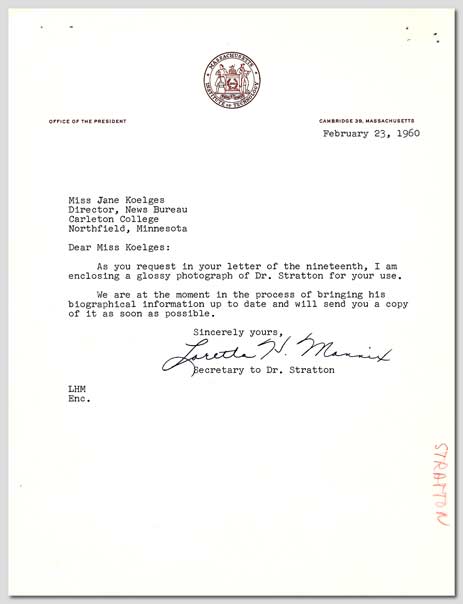 MASSACHUSETTS
INSTITUTE OF TECHNOLOGY
OFFICE OF THE PRESIDENT
CAMBRIDGE 39, MASSACHUSETTS
February 23, 1960
Miss Jane Koelges
Director, News Bureau
Carleton College
Northfield, Minnesota
Dear Miss Koelges:
As you request in your letter of the nineteenth, I am
enclosing a glossy photograph of Dr. Stratton for your use.
We are at the moment in the process of bringing his
biographical information up to date and will send you a copy
of it as soon as possible.
Sincerely yours,
Loretta H. Mannix
Secretary to Dr. Stratton
LHM
Enc.
STRATTON